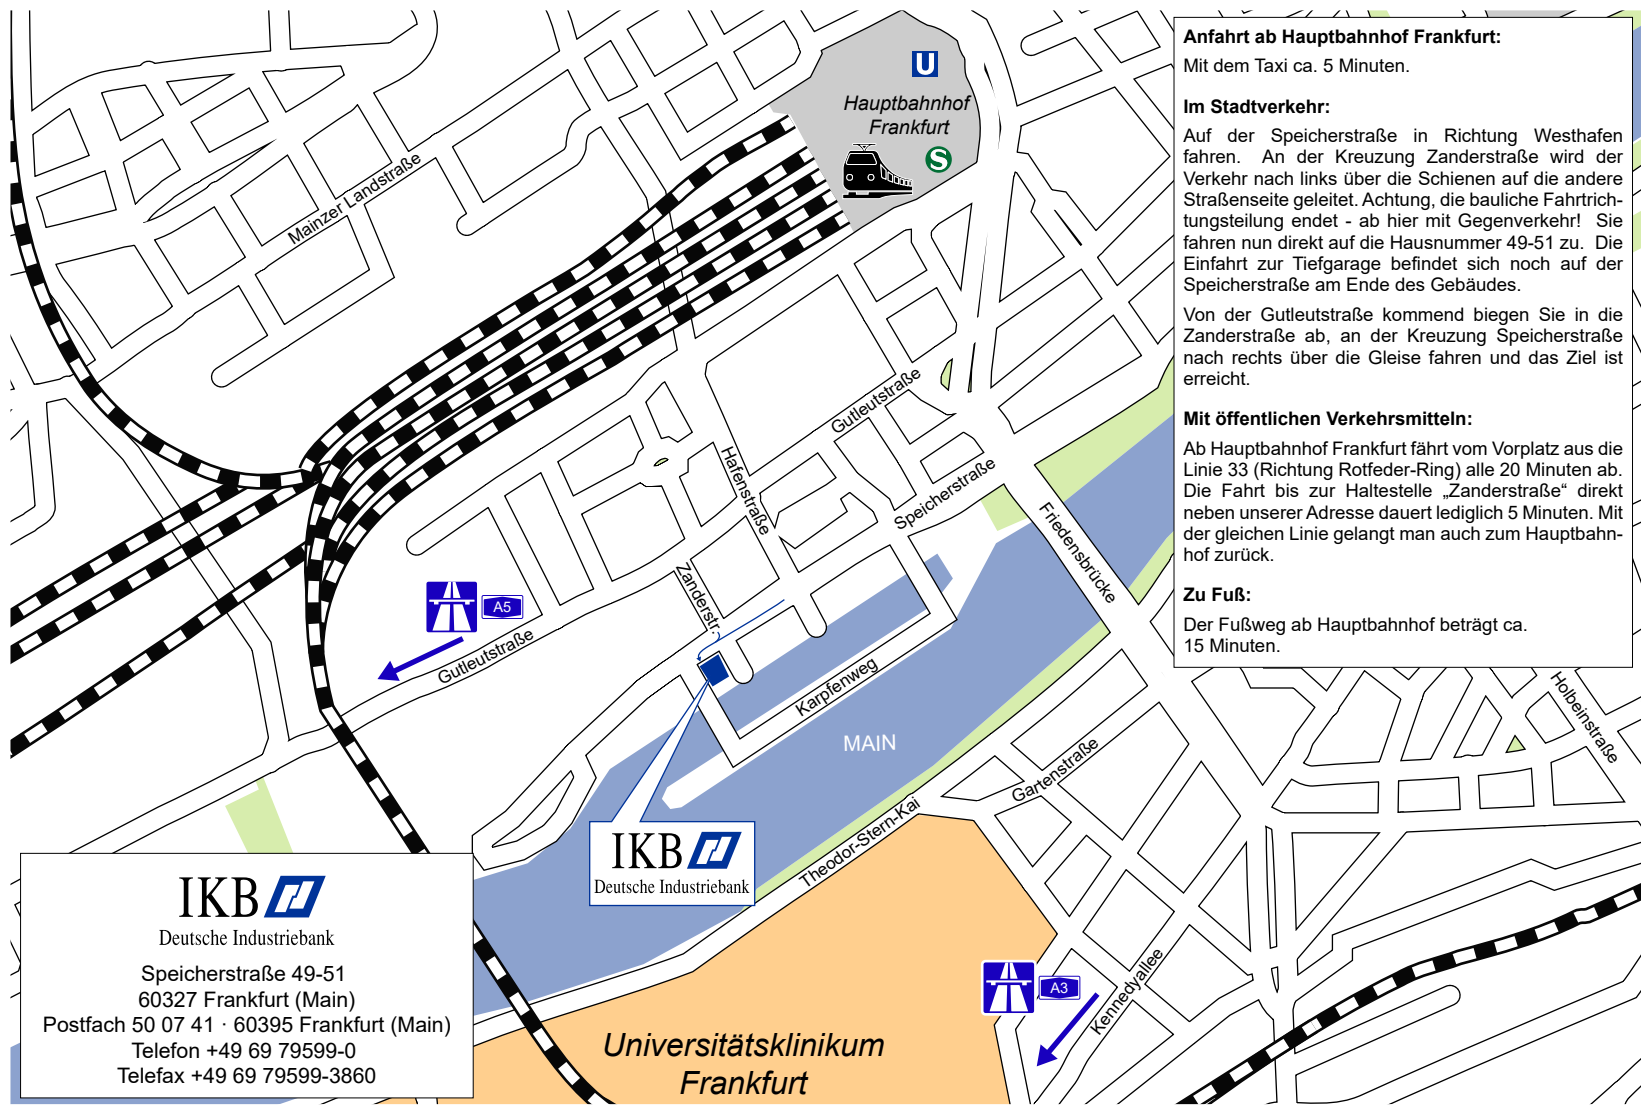 Anfahrt ab Hauptbahnhof Frankfurt:
Mit dem Taxi ca. 5 Minuten.
Im Stadtverkehr:
Auf der Speicherstraße in Richtung Westhafen
fahren. An der Kreuzung Zanderstraße wird der
Verkehr nach links über die Schienen auf die andere
Straßenseite geleitet. Achtung, die bauliche Fahrtrich-
tungsteilung endet - ab hier mit Gegenverkehr! Sie
fahren nun direkt auf die Hausnummer 49-51 zu. Die
Einfahrt zur Tiefgarage befindet sich noch auf der
Speicherstraße am Ende des Gebäudes.
Von der Gutleutstraße kommend biegen Sie in die
Zanderstraße ab, an der Kreuzung Speicherstraße
nach rechts über die Gleise fahren und das Ziel ist
erreicht.
Mit öffentlichen Verkehrsmitteln:
Ab Hauptbahnhof Frankfurt fährt vom Vorplatz aus die
Linie 33 (Richtung Rotfeder-Ring) alle 20 Minuten ab.
Die Fahrt bis zur Haltestelle „Zanderstraße“ direkt
neben unserer Adresse dauert lediglich 5 Minuten. Mit
der gleichen Linie gelangt man auch zum Hauptbahn-
hof zurück.
Zu Fuß:
Der Fußweg ab Hauptbahnhof beträgt ca.
15 Minuten.
U
Hauptbahnhof
Frankfurt
S
Mainzer Landstraße
Gutleutstraße
Hafenstraße
Speicherstraße
Friedensbrücke
Zanderstr.
A5
Gutleutstraße
Karpfenweg
MAIN
Holbeinstraße
Gartenstraße
Theodor-Stern-Kai
IKB
Deutsche Industriebank
A3
Kennedyallee
Universitätsklinikum
Frankfurt
IKB
Deutsche Industriebank
Speicherstraße 49-51
60327 Frankfurt (Main)
Postfach 50 07 41 · 60395 Frankfurt (Main)
Telefon +49 69 79599-0
Telefax +49 69 79599-3860